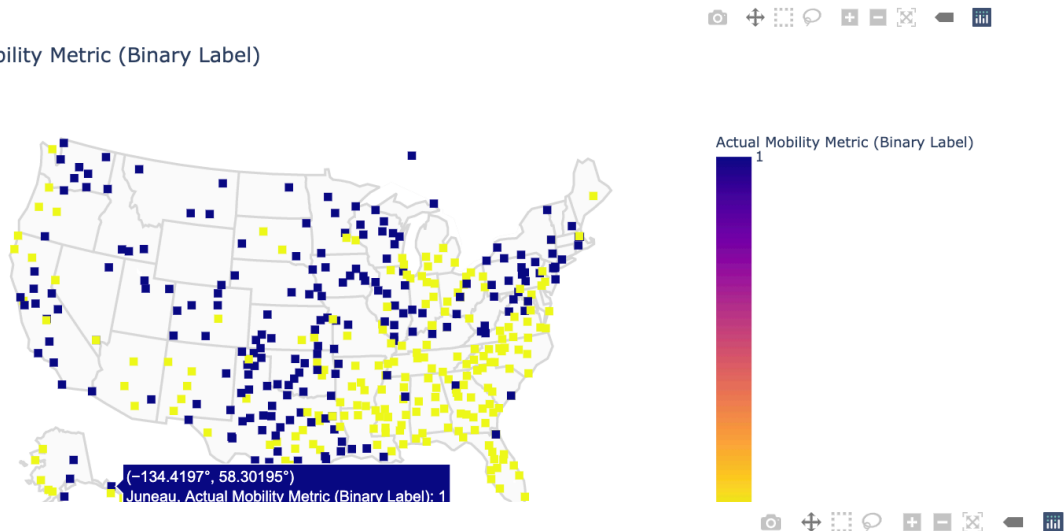 bility Metric (Binary Label)
Actual Mobility Metric (Binary Label)
1
(−134.4197°, 58.30195°)
Juneau, Actual Mobility Metric (Binary Label): 1